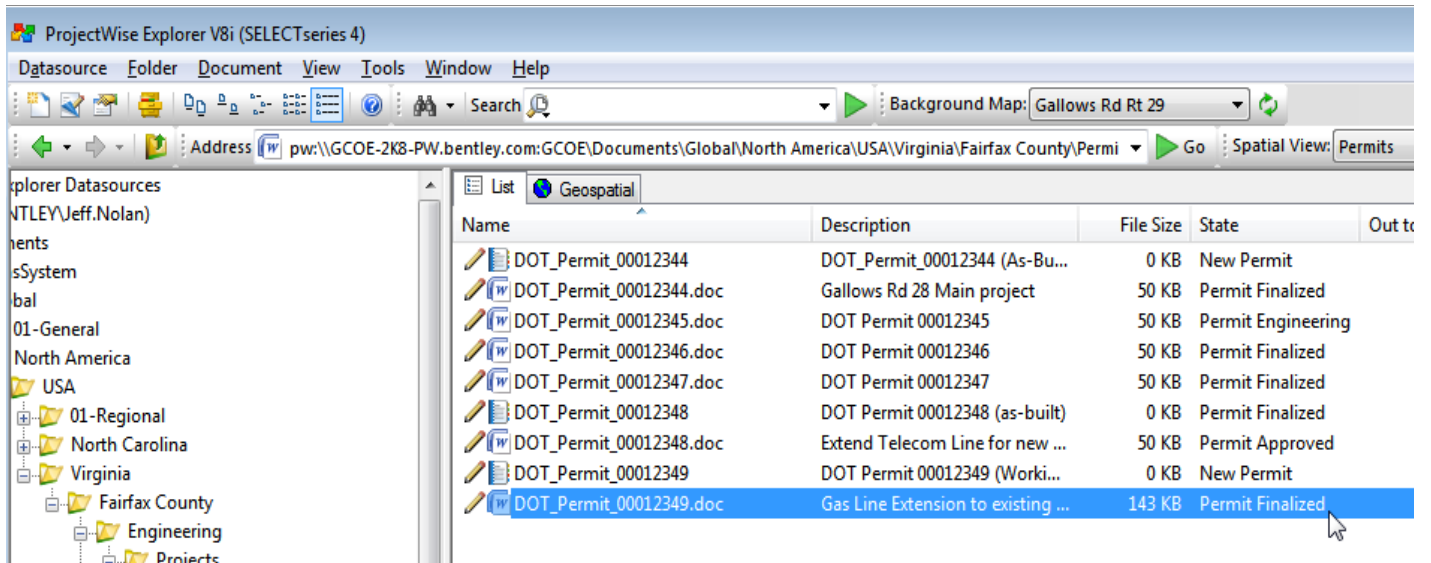 ProjectWise Explorer V8i (SELECTseries 4)
Datasource Folder Document View Tools Window Help
Search Background Map: Gallows Rd Rt 29
Address pw:\\GCOE-2K8-PW.bentley.com:GCOE\Documents\Global\North America\USA\Virginia\Fairfax County\Permi Go Spatial View: Permits
xplorer Datasources
NTLEY\Jeff.Nolan)
ments
sSystem
bal
01-General
North America
USA
01-Regional
North Carolina
Virginia
Fairfax County
Engineering
Projects
List Geospatial
Name Description File Size State Out to
DOT_Permit_00012344 DOT_Permit_00012344 (As-Bu... 0 KB New Permit
DOT_Permit_00012344.doc Gallows Rd 28 Main project 50 KB Permit Finalized
DOT_Permit_00012345.doc DOT Permit 00012345 50 KB Permit Engineering
DOT_Permit_00012346.doc DOT Permit 00012346 50 KB Permit Finalized
DOT_Permit_00012347.doc DOT Permit 00012347 50 KB Permit Finalized
DOT_Permit_00012348 DOT Permit 00012348 (as-built) 0 KB Permit Finalized
DOT_Permit_00012348.doc Extend Telecom Line for new ... 50 KB Permit Approved
DOT_Permit_00012349 DOT Permit 00012349 (Worki... 0 KB New Permit
DOT_Permit_00012349.doc Gas Line Extension to existing ... 143 KB Permit Finalized